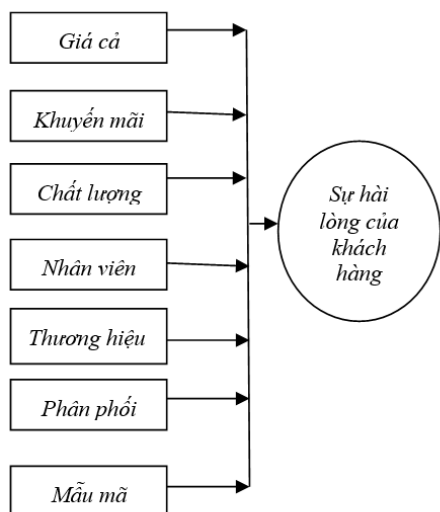 Giá cả
Khuyến mãi
Chất lượng
Nhân viên
Thương hiệu
Phân phối
Mẫu mã
Sự hài
lòng của
khách
hàng